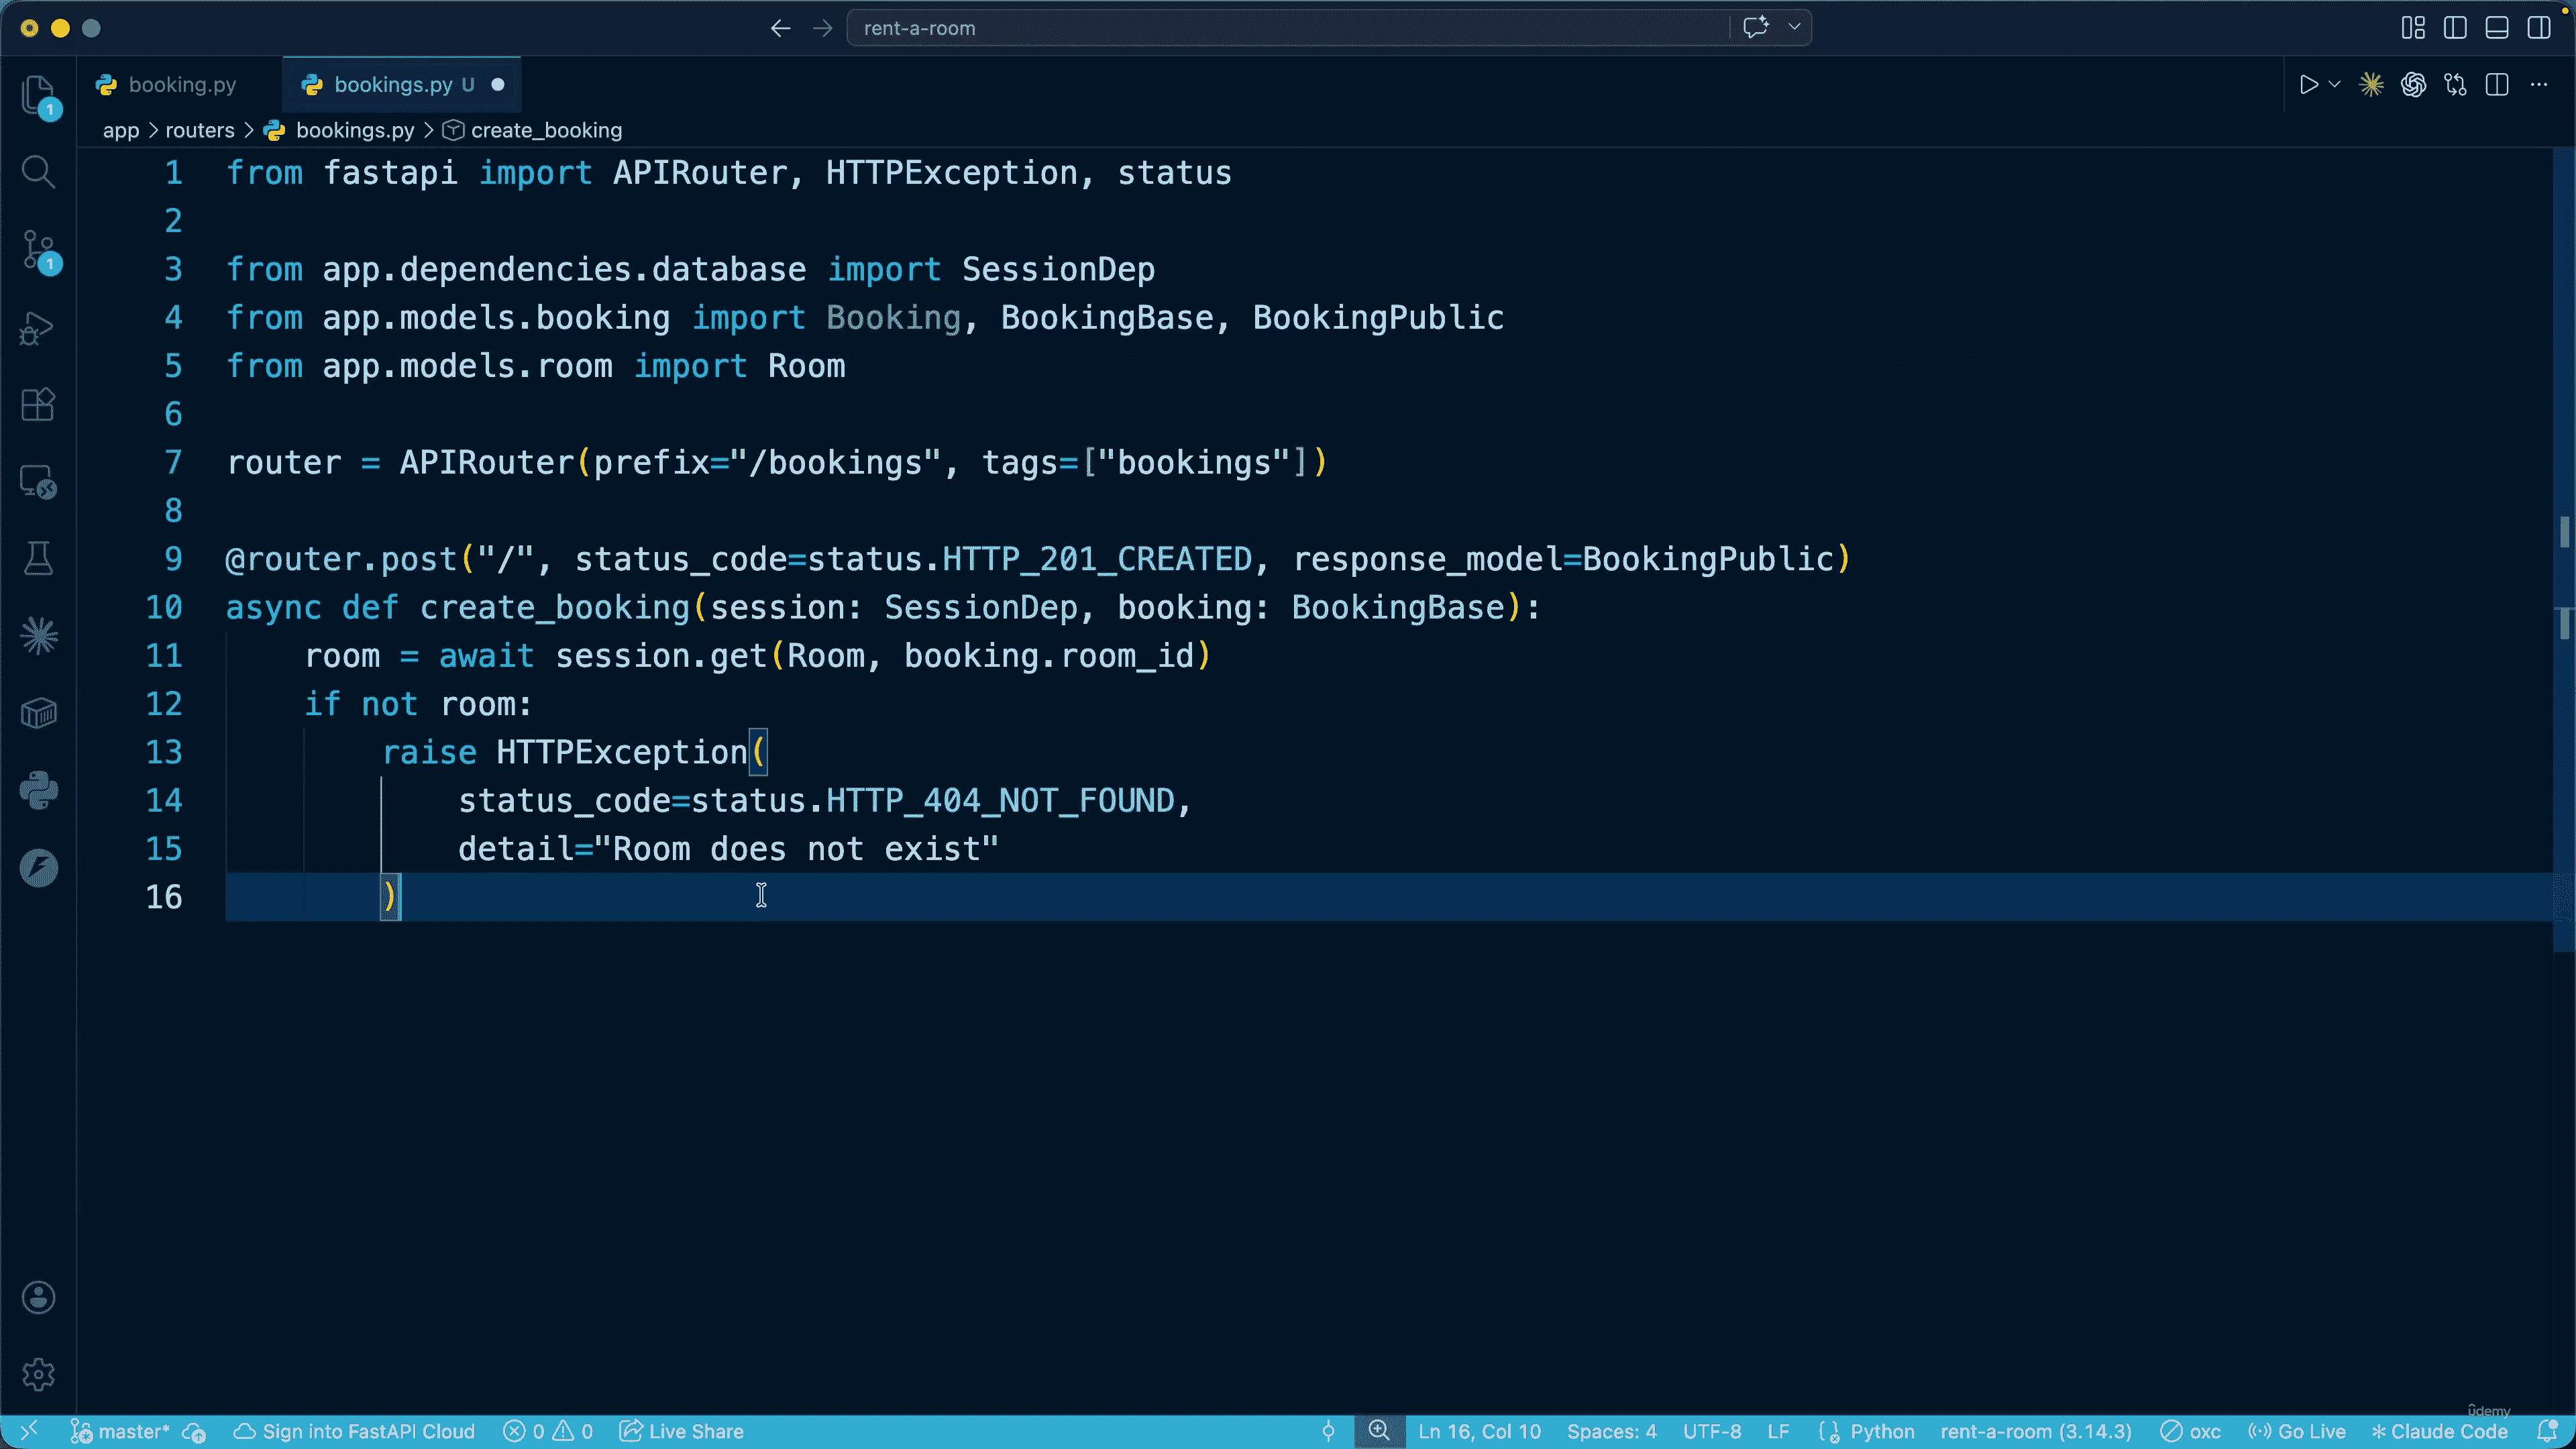 rent-a-room
booking.py
bookings.py U
app > routers > bookings.py > create_booking
1 from fastapi import APIRouter, HTTPException, status
2
3 from app.dependencies.database import SessionDep
4 from app.models.booking import Booking, BookingBase, BookingPublic
5 from app.models.room import Room
6
7 router = APIRouter(prefix="/bookings", tags=["bookings"])
8
9 @router.post("/", status_code=status.HTTP_201_CREATED, response_model=BookingPublic)
10 async def create_booking(session: SessionDep, booking: BookingBase):
11     room = await session.get(Room, booking.room_id)
12     if not room:
13         raise HTTPException(
14             status_code=status.HTTP_404_NOT_FOUND,
15             detail="Room does not exist"
16         )
1
1
udemy
master* Sign into FastAPI Cloud 0 0 Live Share Ln 16, Col 10 Spaces: 4 UTF-8 LF Python rent-a-room (3.14.3) oxc Go Live Claude Code